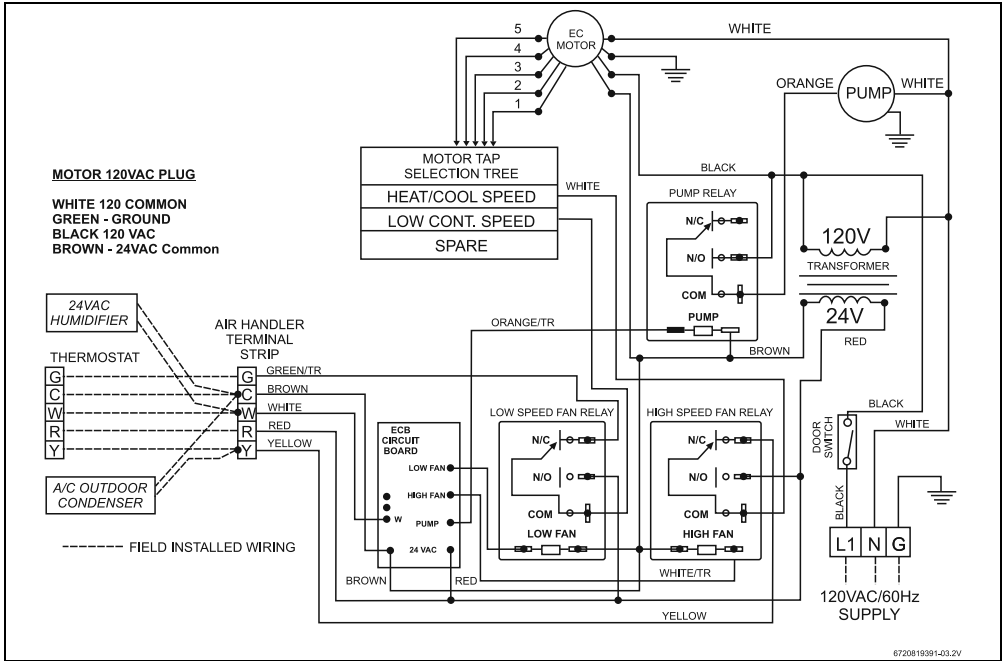 5
4
3
2
1
EC
MOTOR
WHITE
ORANGE
PUMP
WHITE
MOTOR TAP
SELECTION TREE
HEAT/COOL SPEED
LOW CONT. SPEED
SPARE
WHITE
BLACK
MOTOR 120VAC PLUG
WHITE 120 COMMON
GREEN - GROUND
BLACK 120 VAC
BROWN - 24VAC Common
PUMP RELAY
N/C
N/O
COM
PUMP
120V
TRANSFORMER
24V
RED
BROWN
ORANGE/TR
24VAC
HUMIDIFIER
THERMOSTAT
AIR HANDLER
TERMINAL
STRIP
G
C
W
R
Y
G
C
W
R
Y
GREEN/TR
BROWN
WHITE
RED
YELLOW
A/C OUTDOOR
CONDENSER
FIELD INSTALLED WIRING
ECB
CIRCUIT
BOARD
LOW FAN
HIGH FAN
W
PUMP
24 VAC
BROWN
RED
LOW SPEED FAN RELAY
N/C
N/O
COM
LOW FAN
HIGH SPEED FAN RELAY
N/C
N/O
COM
HIGH FAN
WHITE/TR
YELLOW
DOOR
SWITCH
BLACK
WHITE
BLACK
L1 N G
120VAC/60Hz
SUPPLY
6720819391-03.2V